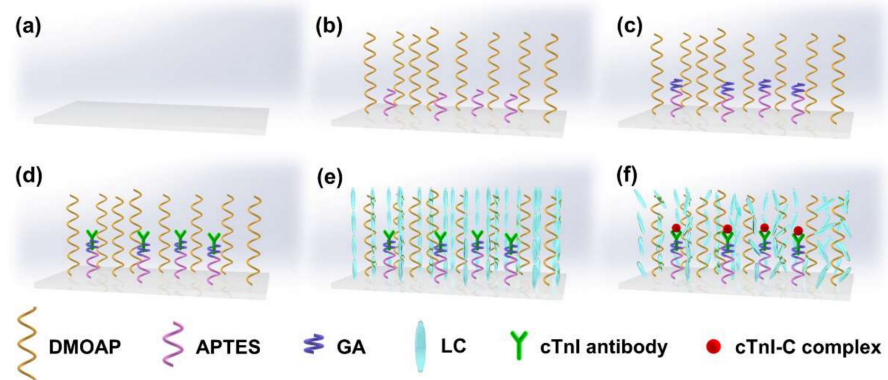 (a)
(b)
(c)
(d)
(e)
(f)
DMOAP
APTES
GA
LC
cTnI antibody
cTnI-C complex